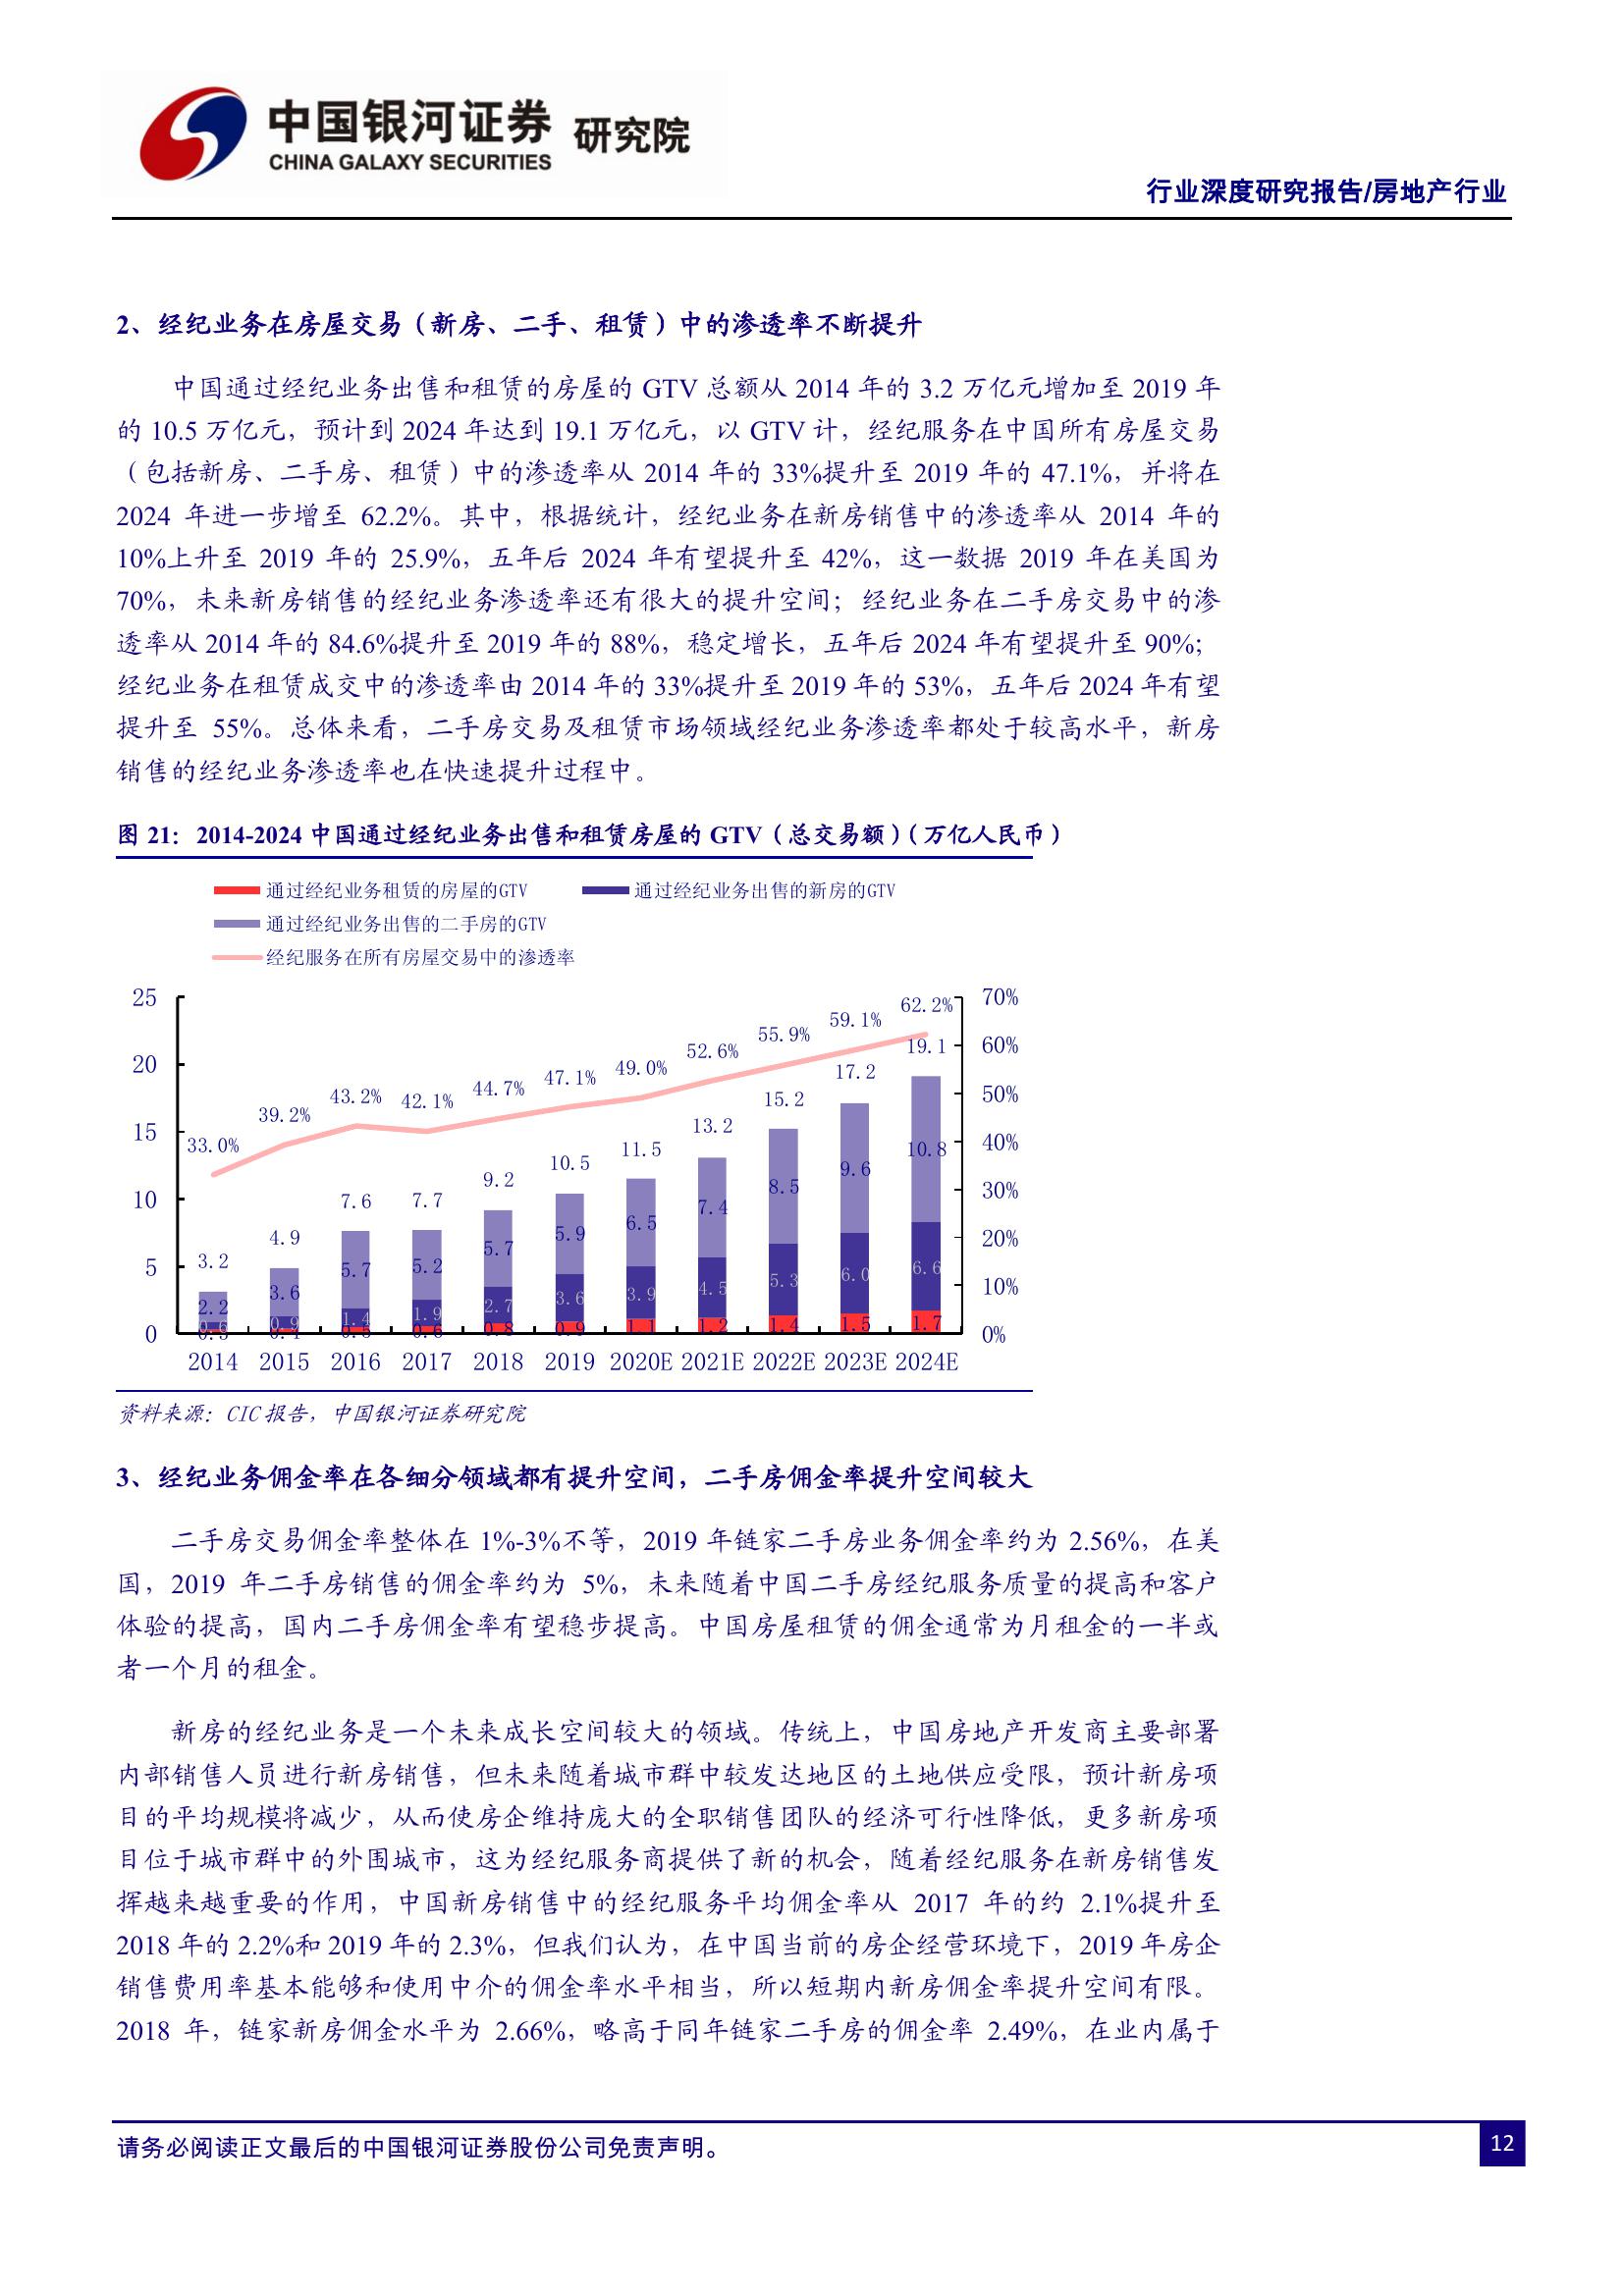 中国银河证券 研究院
CHINA GALAXY SECURITIES
行业深度研究报告/房地产行业
2、经纪业务在房屋交易（新房、二手、租赁）中的渗透率不断提升
中国通过经纪业务出售和租赁的房屋的 GTV 总额从 2014 年的 3.2 万亿元增加至 2019 年
的 10.5 万亿元，预计到 2024 年达到 19.1 万亿元，以 GTV 计，经纪服务在中国所有房屋交易
（包括新房、二手房、租赁）中的渗透率从 2014 年的 33%提升至 2019 年的 47.1%，并将在
2024 年进一步增至 62.2%。其中，根据统计，经纪业务在新房销售中的渗透率从 2014 年的
10%上升至 2019 年的 25.9%，五年后 2024 年有望提升至 42%，这一数据 2019 年在美国为
70%，未来新房销售的经纪业务渗透率还有很大的提升空间；经纪业务在二手房交易中的渗
透率从 2014 年的 84.6%提升至 2019 年的 88%，稳定增长，五年后 2024 年有望提升至 90%；
经纪业务在租赁成交中的渗透率由 2014 年的 33%提升至 2019 年的 53%，五年后 2024 年有望
提升至 55%。总体来看，二手房交易及租赁市场领域经纪业务渗透率都处于较高水平，新房
销售的经纪业务渗透率也在快速提升过程中。
图 21：2014-2024 中国通过经纪业务出售和租赁房屋的 GTV（总交易额）（万亿人民币）
通过经纪业务租赁的房屋的GTV 通过经纪业务出售的新房的GTV
通过经纪业务出售的二手房的GTV
经纪服务在所有房屋交易中的渗透率
25 20 15 10 5 0
70% 60% 50% 40% 30% 20% 10% 0%
33.0% 39.2% 43.2% 42.1% 44.7% 47.1% 49.0% 52.6% 55.9% 59.1% 62.2%
3.2 4.9 7.6 7.7 9.2 10.5 11.5 13.2 15.2 17.2 19.1
2.2 3.6 5.7 5.2 5.7 5.9 6.5 7.4 8.5 9.6 10.8
0.6 0.9 1.4 1.9 2.7 3.6 3.9 4.5 5.3 6.0 6.6
0.3 0.4 0.5 0.6 0.8 0.9 1.1 1.2 1.4 1.5 1.7
2014 2015 2016 2017 2018 2019 2020E 2021E 2022E 2023E 2024E
资料来源：CIC 报告，中国银河证券研究院
3、经纪业务佣金率在各细分领域都有提升空间，二手房佣金率提升空间较大
二手房交易佣金率整体在 1%-3%不等，2019 年链家二手房业务佣金率约为 2.56%，在美
国，2019 年二手房销售的佣金率约为 5%，未来随着中国二手房经纪服务质量的提高和客户
体验的提高，国内二手房佣金率有望稳步提高。中国房屋租赁的佣金通常为月租金的一半或
者一个月的租金。
新房的经纪业务是一个未来成长空间较大的领域。传统上，中国房地产开发商主要部署
内部销售人员进行新房销售，但未来随着城市群中较发达地区的土地供应受限，预计新房项
目的平均规模将减少，从而使房企维持庞大的全职销售团队的经济可行性降低，更多新房项
目位于城市群中的外围城市，这为经纪服务商提供了新的机会，随着经纪服务在新房销售发
挥越来越重要的作用，中国新房销售中的经纪服务平均佣金率从 2017 年的约 2.1%提升至
2018 年的 2.2%和 2019 年的 2.3%，但我们认为，在中国当前的房企经营环境下，2019 年房企
销售费用率基本能够和使用中介的佣金率水平相当，所以短期内新房佣金率提升空间有限。
2018 年，链家新房佣金水平为 2.66%，略高于同年链家二手房的佣金率 2.49%，在业内属于
请务必阅读正文最后的中国银河证券股份公司免责声明。
12